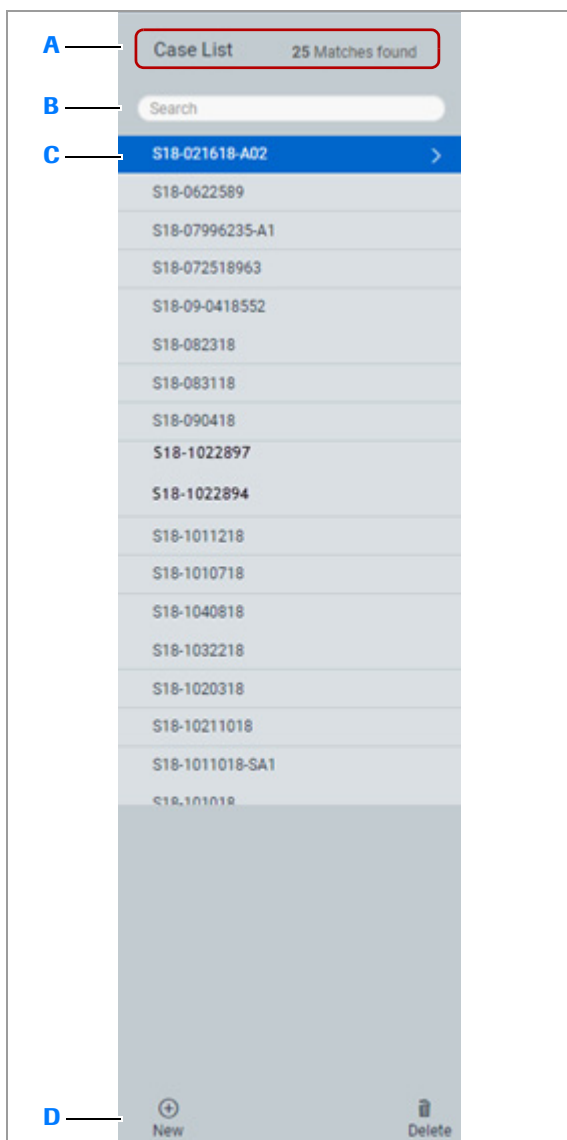 A Case List 25 Matches found
B Search
C S18-021618-A02
S18-0622589
S18-07996235-A1
S18-072518963
S18-09-0418552
S18-082318
S18-083118
S18-090418
S18-1022897
S18-1022894
S18-1011218
S18-1010718
S18-1040818
S18-1032218
S18-1020318
S18-10211018
S18-1011018-SA1
S18-101018
D New Delete